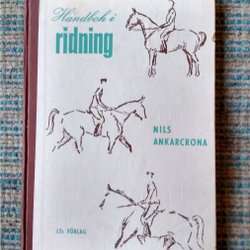 Handbok i
ridning
NILS
ANKARCRONA
LTs FÖRLAG